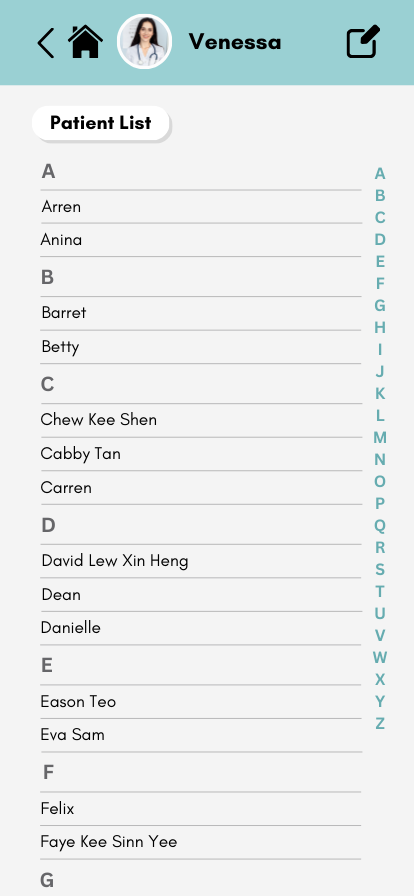 Venessa
Patient List
A
Arren
Anina
B
Barret
Betty
C
Chew Kee Shen
Cabby Tan
Carren
D
David Lew Xin Heng
Dean
Danielle
E
Eason Teo
Eva Sam
F
Felix
Faye Kee Sinn Yee
G
A
B
C
D
E
F
G
H
I
J
K
L
M
N
O
P
Q
R
S
T
U
V
W
X
Y
Z